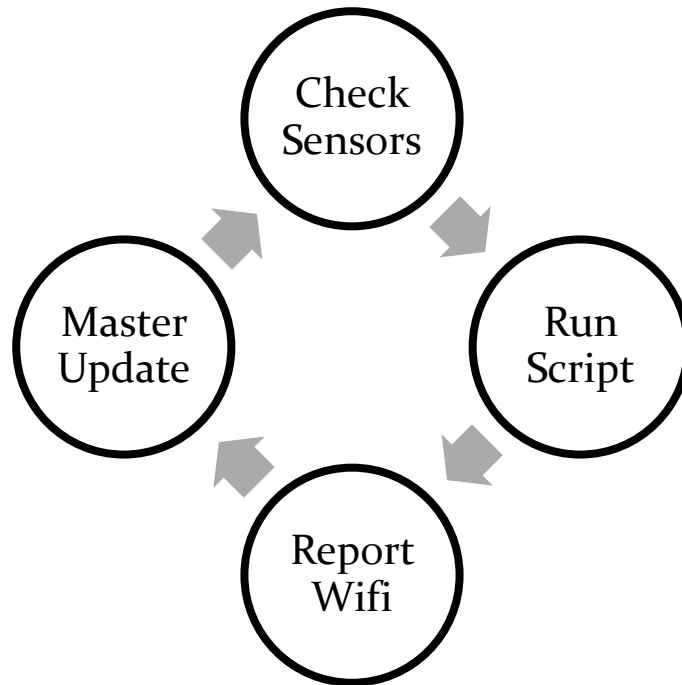 Check
Sensors
Run
Script
Report
Wifi
Master
Update